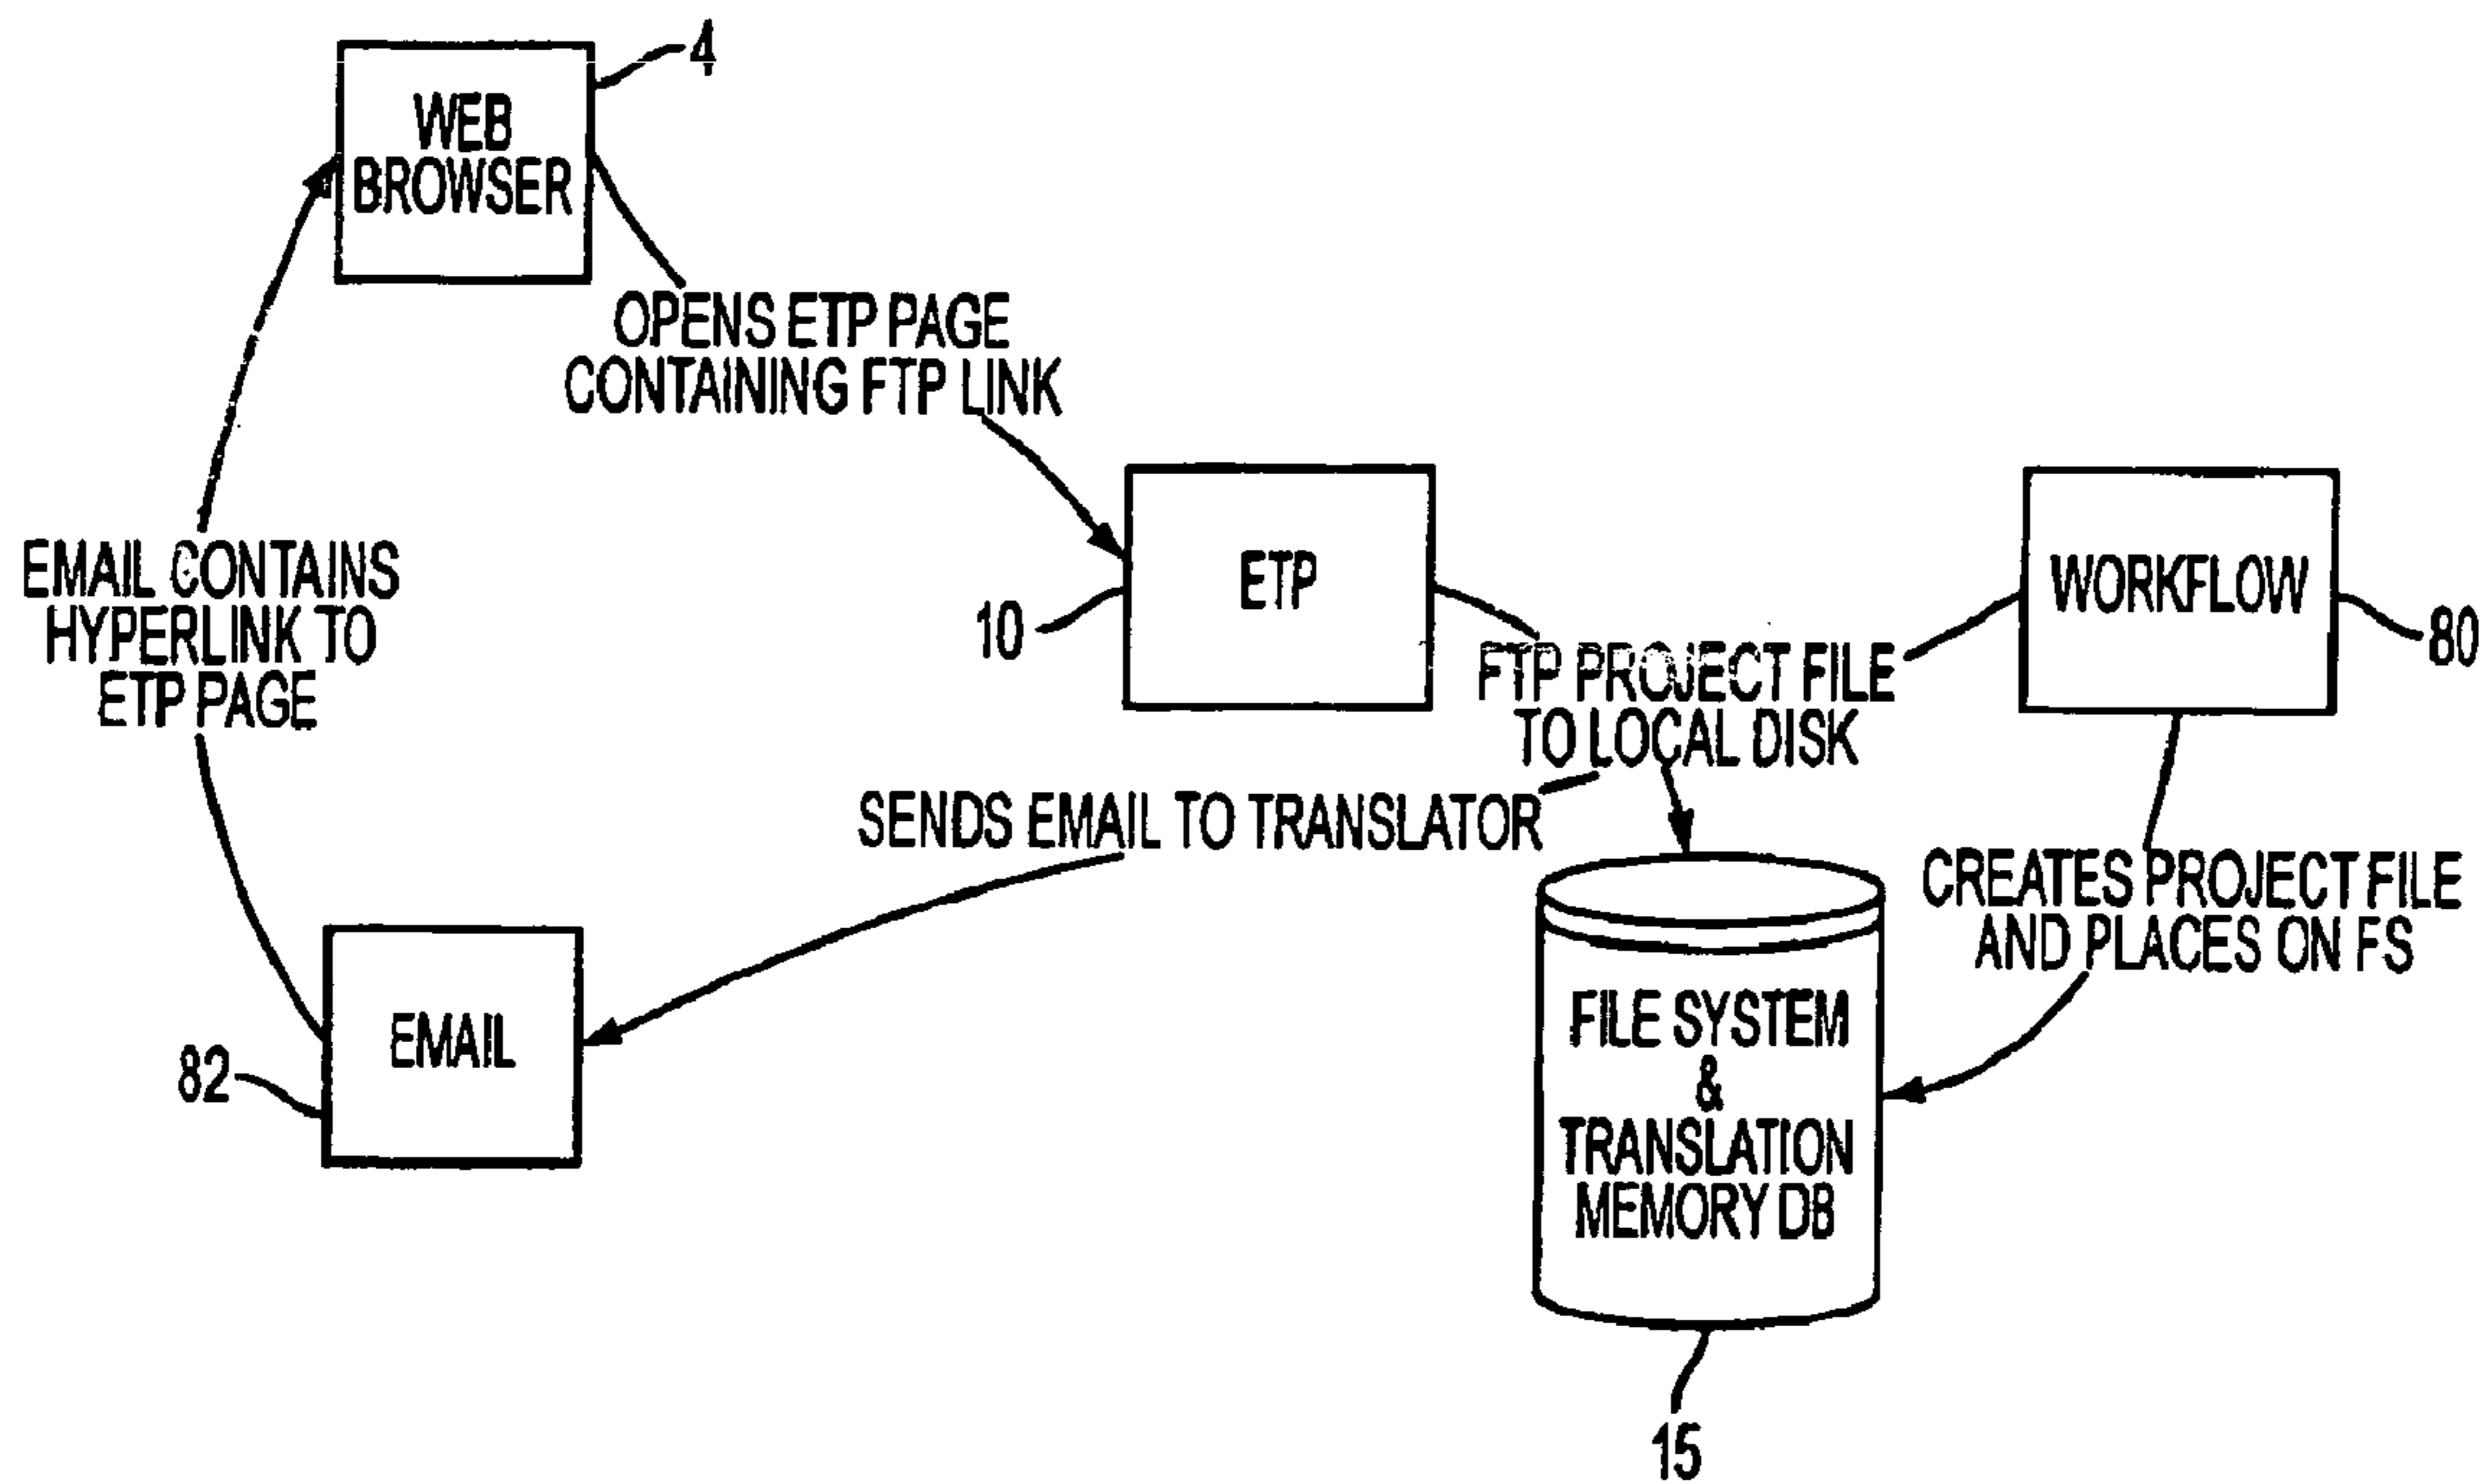 4
WEB
BROWSER
OPENS ETP PAGE
CONTAINING FTP LINK
EMAIL CONTAINS
HYPERLINK TO
ETP PAGE
10
ETP
WORKFLOW
80
FTP PROJECT FILE
TO LOCAL DISK
SENDS EMAIL TO TRANSLATOR
CREATES PROJECT FILE
AND PLACES ON FS
EMAIL
82
FILE SYSTEM
&
TRANSLATION
MEMORY DB
15